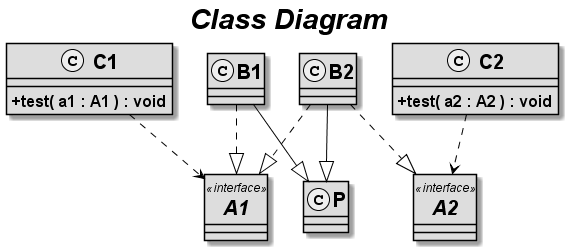 Class Diagram
C C1
+test( a1 : A1 ) : void
C B1
C B2
C C2
+test( a2 : A2 ) : void
«interface»
A1
C P
«interface»
A2